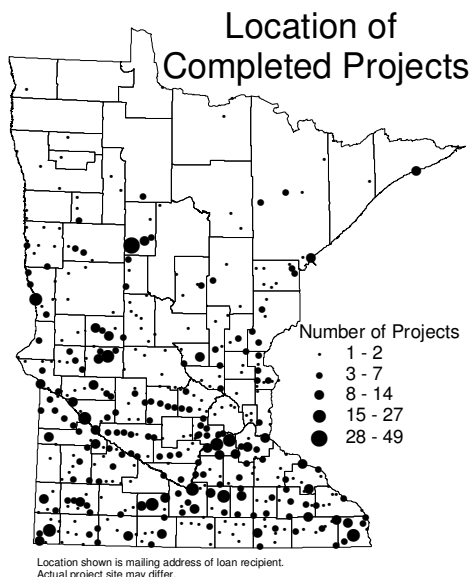 Location of
Completed Projects
Number of Projects
1 - 2
3 - 7
8 - 14
15 - 27
28 - 49
Location shown is mailing address of loan recipient.
Actual project site may differ.